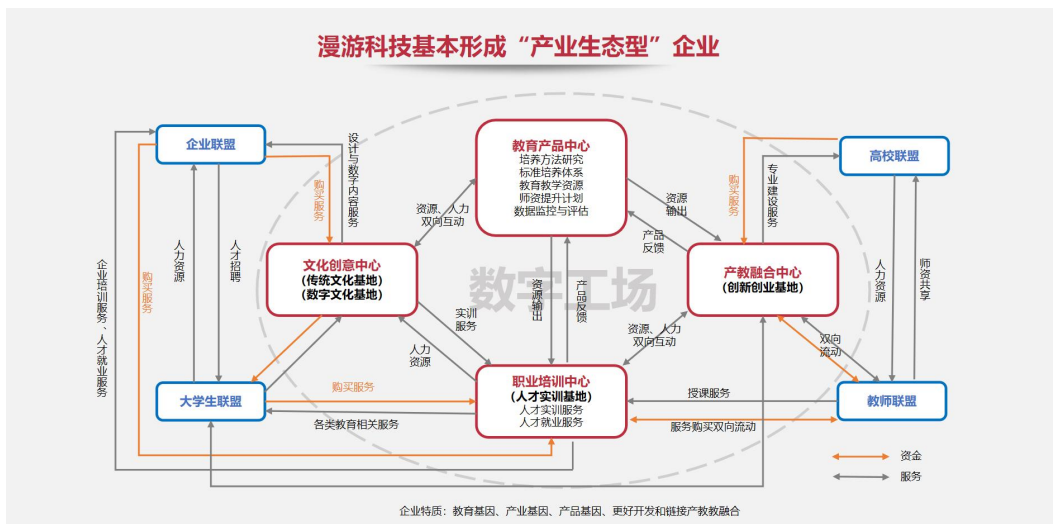 漫游科技基本形成“产业生态型”企业
企业联盟
教育产品中心
培养方法研究
标准培养体系
教育教学资源
师资提升计划
数据监控与评估
高校联盟
设计与数字内容服务
购买服务
资源、人力
双向互动
资源
输出
产品
反馈
购买服务
专业建设服务
人力资源
人才招聘
文化创意中心
(传统文化基地)
(数字文化基地)
数字工场
产教融合中心
(创新创业基地)
人力资源
师资共享
企业培训服务、人才就业服务
购买服务
实训
服务
人力
资源
资源输出
产品反馈
资源、人力
双向互动
双向
流动
大学生联盟
购买服务
各类教育相关服务
职业培训中心
(人才实训基地)
人才实训服务
人才就业服务
授课服务
服务购买双向流动
教师联盟
资金
服务
企业特质：教育基因、产业基因、产品基因、更好开发和链接产教教融合